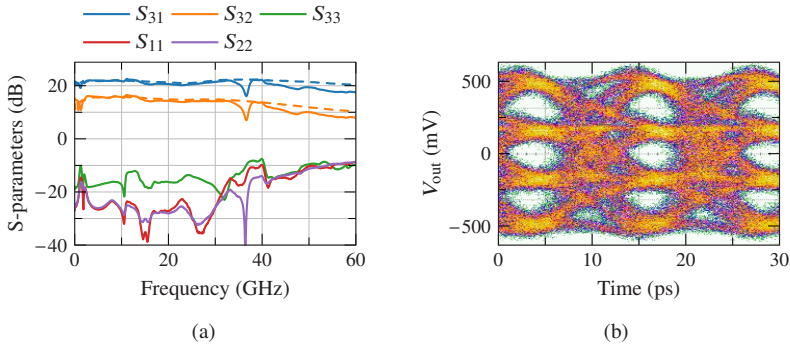 S31 S32 S33
S11 S22
S-parameters (dB)
20
0
−20
−40
0 20 40 60
Frequency (GHz)
(a)
Vout (mV)
500
0
−500
0 10 20 30
Time (ps)
(b)